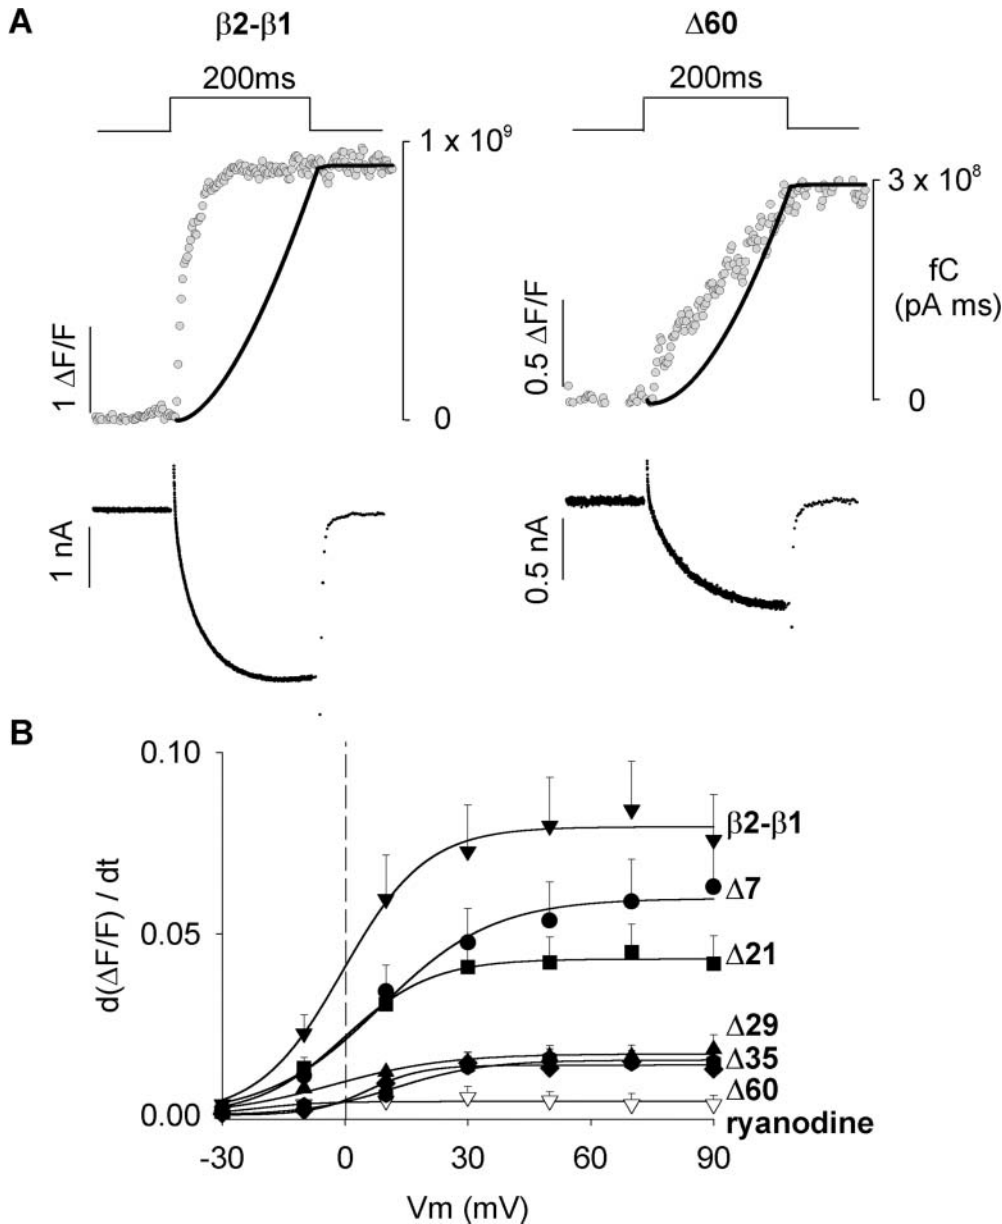 A
β2-β1
Δ60
200ms
200ms
1 x 10⁹
3 x 10⁸
1 ΔF/F
0.5 ΔF/F
fC
(pA ms)
0
0
1 nA
0.5 nA
B
0.10
0.05
0.00
d(ΔF/F) / dt
β2-β1
Δ7
Δ21
Δ29
Δ35
Δ60
ryanodine
-30
0
30
60
90
Vm (mV)